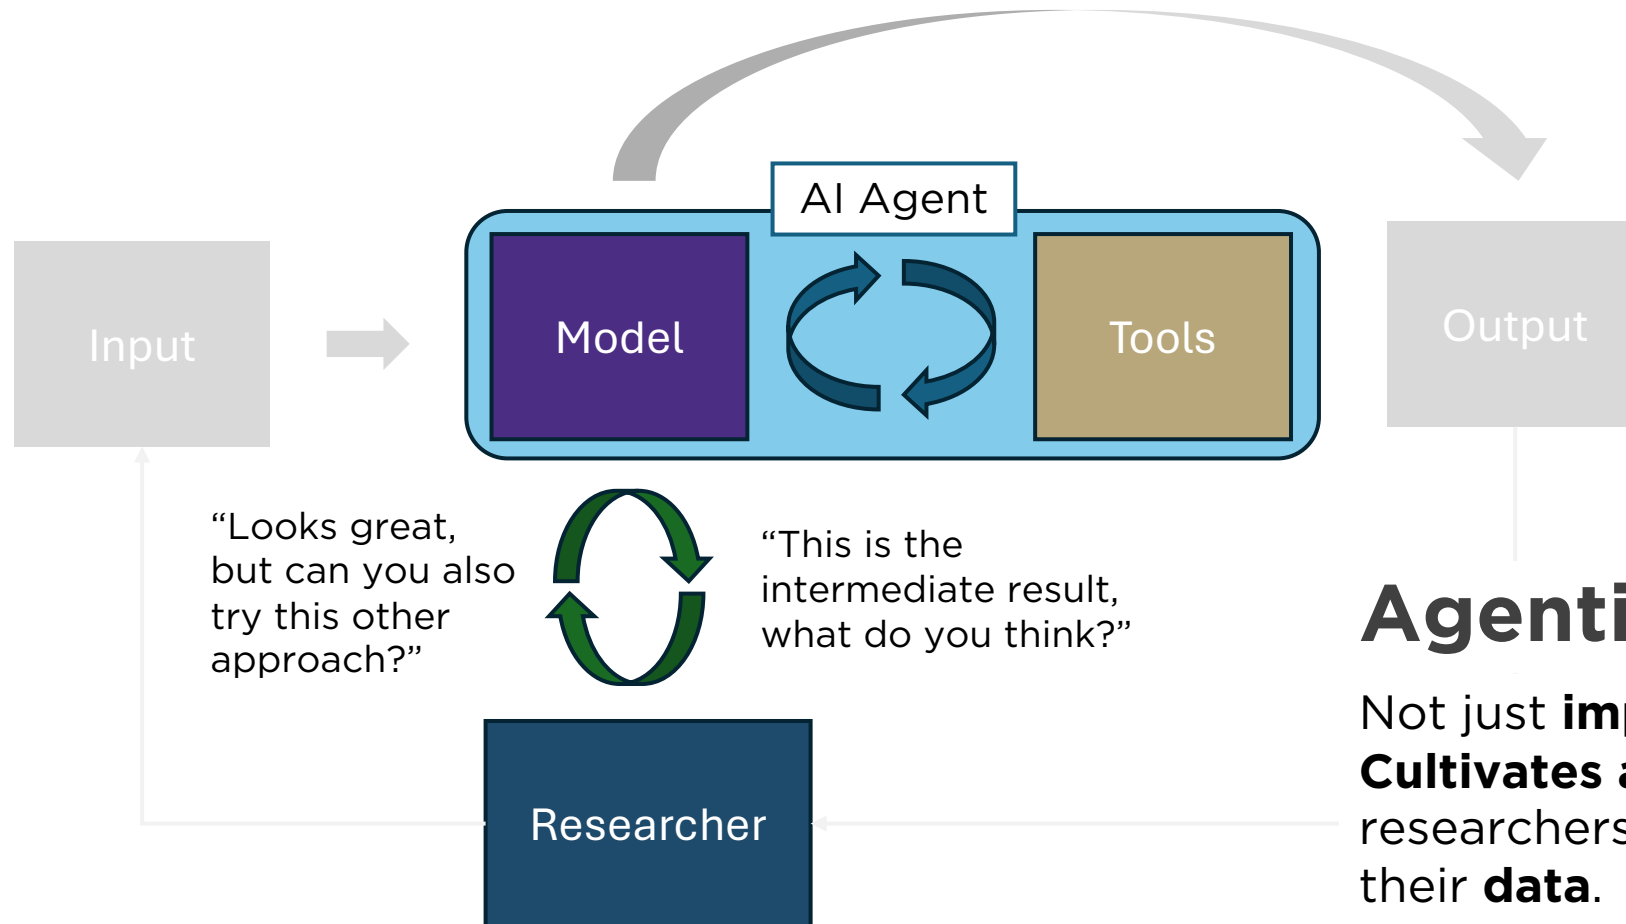 AI Agent
Input
Model
Tools
Output
“Looks great,
but can you also
try this other
approach?”
“This is the
intermediate result,
what do you think?”
Researcher
Not just
Cultivates
researchers
their data.